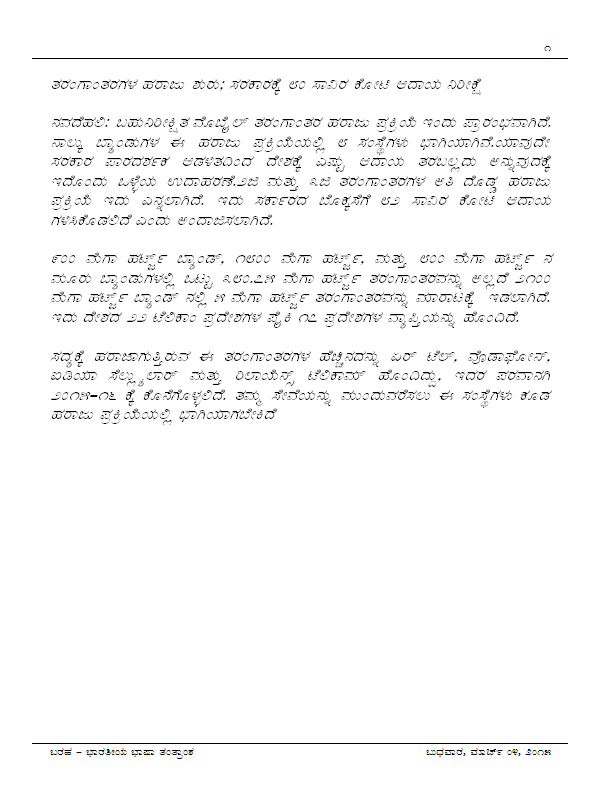 ೧
ತರಂಗಾಂತರಗಳ ಹರಾಜು ಶುರು; ಸರಕಾರಕ್ಕೆ ೮೦ ಸಾವಿರ ಕೋಟಿ ಆದಾಯ ನಿರೀಕ್ಷೆ
ನವದೆಹಲಿ: ಬಹುನಿರೀಕ್ಷಿತ ಮೊಬೈಲ್ ತರಂಗಾಂತರ ಹರಾಜು ಪ್ರಕ್ರಿಯೆ ಇಂದು ಪ್ರಾರಂಭವಾಗಿದೆ.
ನಾಲ್ಕು ಬ್ಯಾಂಡುಗಳ ಈ ಹರಾಜು ಪ್ರಕ್ರಿಯೆಯಲ್ಲಿ ೮ ಸಂಸ್ಥೆಗಳು ಭಾಗಿಯಾಗಿವೆ.ಯಾವುದೇ
ಸರಕಾರ ಪಾರದರ್ಶಕ ಆಡಳಿತದಿಂದ ದೇಶಕ್ಕೆ ಎಷ್ಟು ಆದಾಯ ತರಬಲ್ಲದು ಅನ್ನುವುದಕ್ಕೆ
ಇದೊಂದು ಒಳ್ಳೆಯ ಉದಾಹರಣೆ.೨ಜಿ ಮತ್ತು ೩ಜಿ ತರಂಗಾಂತರಗಳ ಅತಿ ದೊಡ್ಡ ಹರಾಜು
ಪ್ರಕ್ರಿಯೆ ಇದು ಎನ್ನಲಾಗಿದೆ. ಇದು ಸರ್ಕಾರದ ಬೊಕ್ಕಸೆಗೆ ೮೨ ಸಾವಿರ ಕೋಟಿ ಆದಾಯ
ಗಳಿಸಿಕೊಡಲಿದೆ ಎಂದು ಅಂದಾಜಿಸಲಾಗಿದೆ.
೯೦೦ ಮೆಗಾ ಹರ್ಟ್ಜ್ ಬ್ಯಾಂಡ್, ೧೮೦೦ ಮೆಗಾ ಹರ್ಟ್ಜ್, ಮತ್ತು ೮೦೦ ಮೆಗಾ ಹರ್ಟ್ಜ್ ನ
ಮೂರು ಬ್ಯಾಂಡುಗಳಲ್ಲಿ ಒಟ್ಟು ೩೮೦.೭೫ ಮೆಗಾ ಹರ್ಟ್ಜ್ ತರಂಗಾಂತರವನ್ನು ಅಲ್ಲದೆ ೨೧೦೦
ಮೆಗಾ ಹರ್ಟ್ಜ್ ಬ್ಯಾಂಡ್ ನಲ್ಲಿ ೫ ಮೆಗಾ ಹರ್ಟ್ಜ್ ತರಂಗಾಂತರವನ್ನು ಮಾರಾಟಕ್ಕೆ ಇಡಲಾಗಿದೆ.
ಇದು ದೇಶದ ೨೨ ಟೆಲಿಕಾಂ ಪ್ರದೇಶಗಳ ಪೈಕಿ ೧೭ ಪ್ರದೇಶಗಳ ವ್ಯಾಪ್ತಿಯನ್ನು ಹೊಂದಿದೆ.
ಸದ್ಯಕ್ಕೆ ಹರಾಜಾಗುತ್ತಿರುವ ಈ ತರಂಗಾಂತರಗಳ ಹೆಚ್ಚಿನದನ್ನು ಏರ್ ಟೆಲ್, ವೊಡಾಫೋನ್,
ಐಡಿಯಾ ಸೆಲ್ಲ್ಯುಲಾರ್ ಮತ್ತು ರಿಲಾಯೆನ್ಸ್ ಟೆಲಿಕಾಮ್ ಹೊಂದಿದ್ದು, ಇದರ ಪರವಾನಗಿ
೨೦೧೫-೧೬ ಕ್ಕೆ ಕೊನೆಗೊಳ್ಳಲಿದೆ. ತಮ್ಮ ಸೇವೆಯನ್ನು ಮುಂದುವರೆಸಲು ಈ ಸಂಸ್ಥೆಗಳು ಕೂಡ
ಹರಾಜು ಪ್ರಕ್ರಿಯೆಯಲ್ಲಿ ಭಾಗಿಯಾಗಬೇಕಿದೆ
ಬರಹ - ಭಾರತೀಯ ಭಾಷಾ ತಂತ್ರಾಂಶ ಬುಧವಾರ, ಮಾರ್ಚ್ ೦೪, ೨೦೧೫